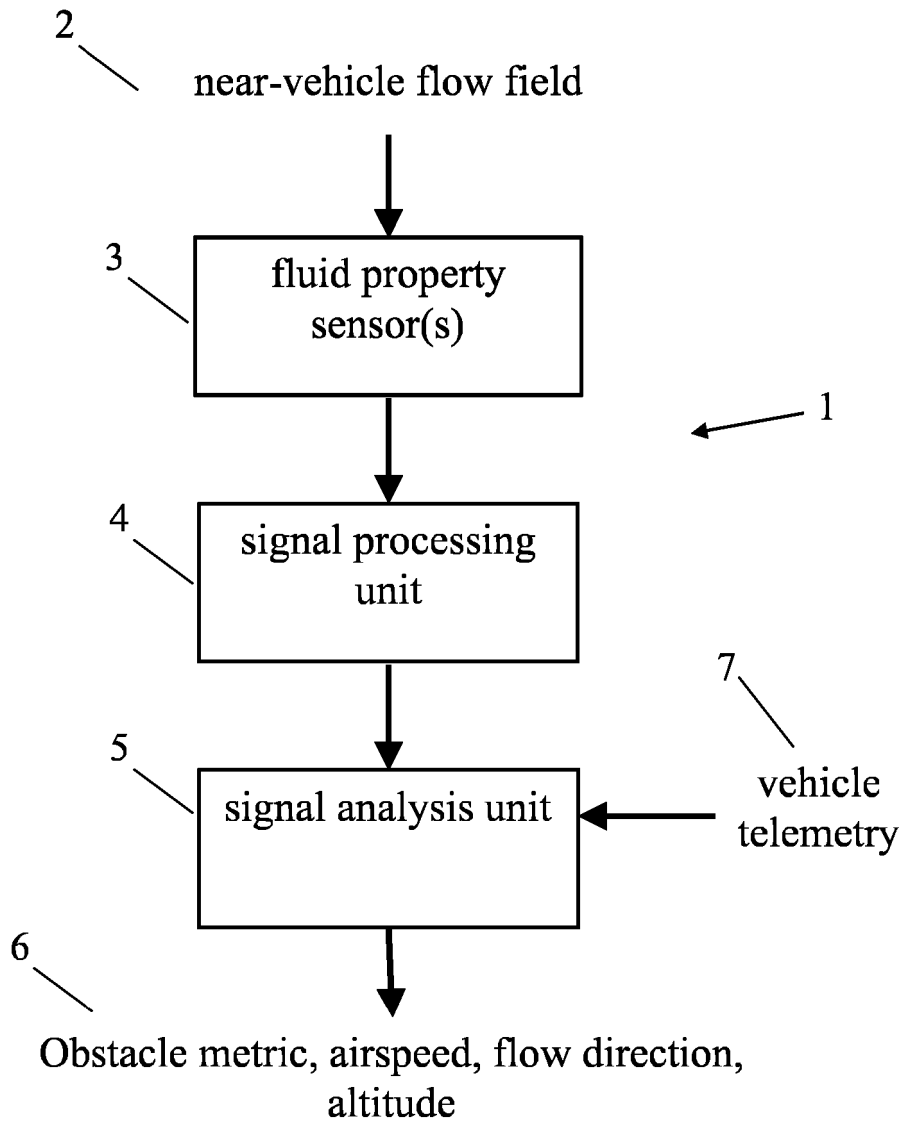 2
near-vehicle flow field
3
fluid property
sensor(s)
1
4
signal processing
unit
7
5
signal analysis unit
vehicle
telemetry
6
Obstacle metric, airspeed, flow direction,
altitude